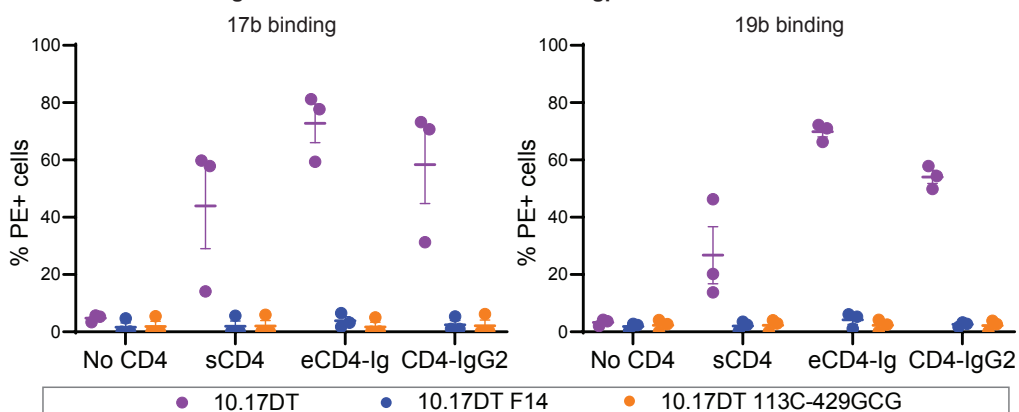 17b binding
19b binding
% PE+ cells
100
80
60
40
20
0
No CD4
sCD4
eCD4-Ig
CD4-IgG2
% PE+ cells
100
80
60
40
20
0
No CD4
sCD4
eCD4-Ig
CD4-IgG2
10.17DT
10.17DT F14
10.17DT 113C-429GCG